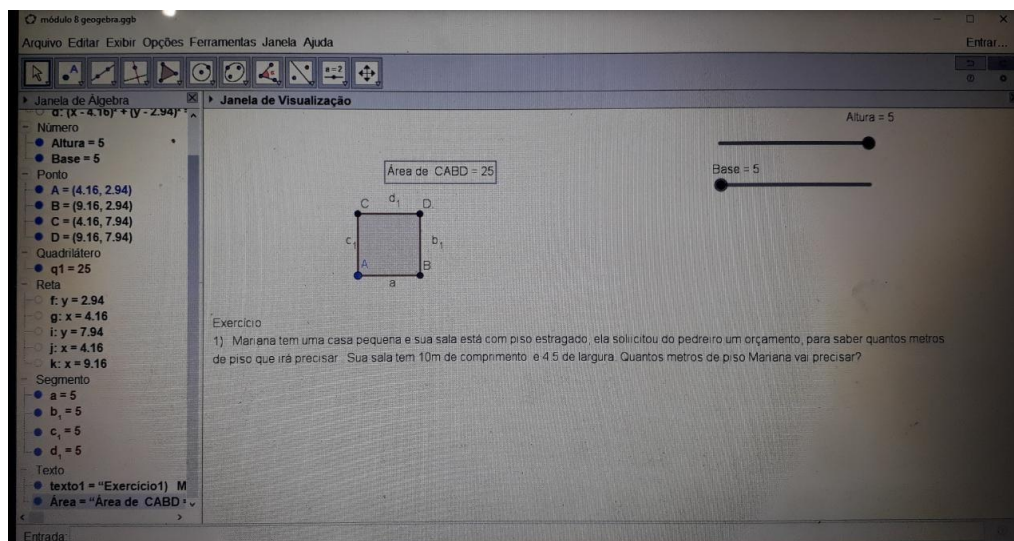 módulo 8 geogebra.ggb
Arquivo Editar Exibir Opções Ferramentas Janela Ajuda
Entrar...
A
a=2
Janela de Álgebra
Janela de Visualização
Número
Altura = 5
Base = 5
Ponto
A = (4.16, 2.94)
B = (9.16, 2.94)
C = (4.16, 7.94)
D = (9.16, 7.94)
Quadrilátero
q1 = 25
Reta
f: y = 2.94
g: x = 4.16
i: y = 7.94
j: x = 4.16
k: x = 9.16
Segmento
a = 5
b₁ = 5
c₁ = 5
d₁ = 5
Texto
texto1 = "Exercício1) M
Área = "Área de CABD
Altura = 5
Base = 5
Área de CABD = 25
C d₁ D
c₁ b₁
A B
a
Exercício
1) Mariana tem uma casa pequena e sua sala está com piso estragado, ela solicitou do pedreiro um orçamento, para saber quantos metros
de piso que irá precisar . Sua sala tem 10m de comprimento e 4.5 de largura. Quantos metros de piso Mariana vai precisar?
Entrada: